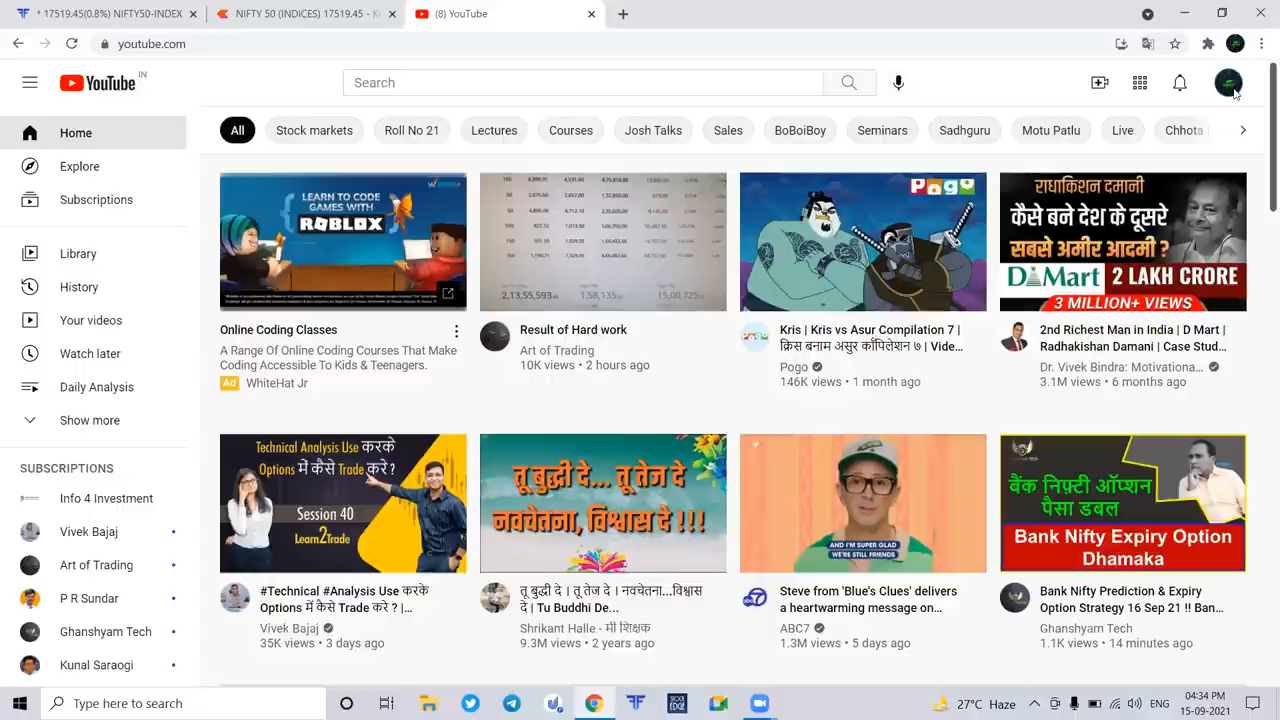 * 17519.45(0.8%) NIFTY50-INDEX
NIFTY 50 (INDICES) 17519.45 - K
(8) YouTube
youtube.com
YouTube IN
Search
Home
Explore
Subscriptions
Library
History
Your videos
Watch later
Daily Analysis
Show more
SUBSCRIPTIONS
Info 4 Investment
Vivek Bajaj
Art of Trading
P R Sundar
Ghanshyam Tech
Kunal Saraogi
All
Stock markets
Roll No 21
Lectures
Courses
Josh Talks
Sales
BoBoiBoy
Seminars
Sadhguru
Motu Patlu
Live
Chhota
LEARN TO CODE
GAMES WITH
ROBLOX
Online Coding Classes
A Range Of Online Coding Courses That Make
Coding Accessible To Kids & Teenagers.
Ad WhiteHat Jr
2,13,55,593
1,58,135
15,00,725
Result of Hard work
Art of Trading
10K views • 2 hours ago
Pogo
Kris | Kris vs Asur Compilation 7 |
क्रिस बनाम असुर कॉंपिलेशन ७ | Vide...
Pogo
146K views • 1 month ago
राधाकिशन दमानी
कैसे बने देश के दूसरे
सबसे अमीर आदमी ?
DMart 2 LAKH CRORE
3 MILLION+ VIEWS
2nd Richest Man in India | D Mart |
Radhakishan Damani | Case Stud...
Dr. Vivek Bindra: Motivationa...
3.1M views • 6 months ago
Technical Analysis Use करके
Options में कैसे Trade करे ?
Session 40
Learn2Trade
#Technical #Analysis Use करके
Options में कैसे Trade करे ? |...
Vivek Bajaj
35K views • 3 days ago
तू बुद्धी दे... तू तेज दे
नवचेतना, विश्वास दे !!!
तू बुद्धी दे । तू तेज दे । नवचेतना...विश्वास
दे | Tu Buddhi De...
Shrikant Halle - मी शिक्षक
9.3M views • 2 years ago
AND I'M SUPER GLAD
WE'RE STILL FRIENDS
Steve from 'Blue's Clues' delivers
a heartwarming message on...
ABC7
1.3M views • 5 days ago
बैंक निफ़्टी ऑप्शन
पैसा डबल
Bank Nifty Expiry Option
Dhamaka
Bank Nifty Prediction & Expiry
Option Strategy 16 Sep 21 !! Ban...
Ghanshyam Tech
1.1K views • 14 minutes ago
Type here to search
STOCK
EDGE
27°C Haze
ENG
04:34 PM
15-09-2021